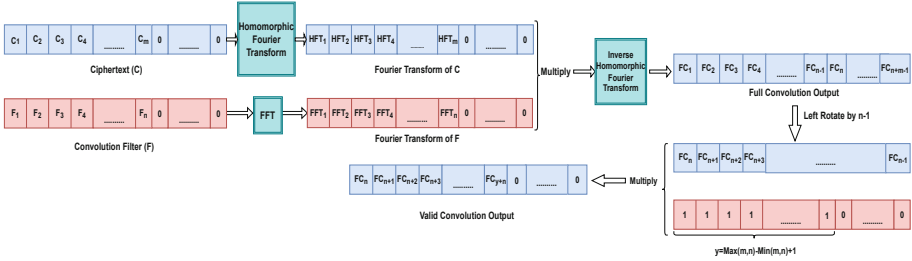 C1 C2 C3 C4 .......... Cm 0 .......... 0
Ciphertext (C)
Homomorphic
Fourier
Transform
HFT1 HFT2 HFT3 HFT4 ...... HFTm 0 .......... 0
Fourier Transform of C
F1 F2 F3 F4 .......... Fn 0 .......... 0
Convolution Filter (F)
FFT
FFT1 FFT2 FFT3 FFT4 .......... FFTn 0 .......... 0
Fourier Transform of F
Multiply
Inverse
Homomorphic
Fourier
Transform
FC1 FC2 FC3 FC4 .......... FCn-1 FCn .......... FCn+m-1
Full Convolution Output
Left Rotate by n-1
FCn FCn+1 FCn+2 FCn+3 .......... FCn-1
1 1 1 1 .......... 1 0 .......... 0
y=Max(m,n)-Min(m,n)+1
Multiply
FCn FCn+1 FCn+2 FCn+3 .......... FCy+n 0 .......... 0
Valid Convolution Output